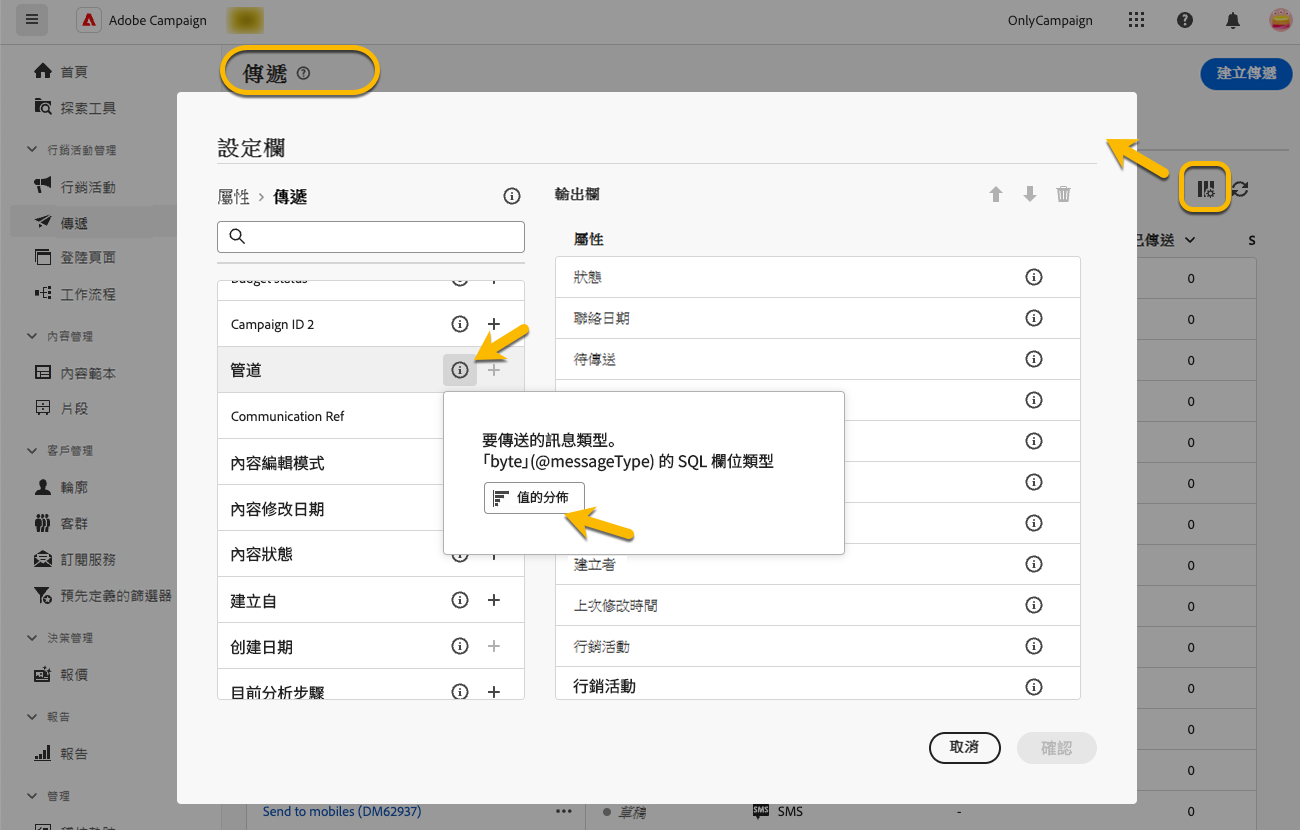 Adobe Campaign
OnlyCampaign
首頁
探索工具
行銷活動管理
行銷活動
傳遞
登陸頁面
工作流程
內容管理
內容範本
片段
客戶管理
輪廓
客群
訂閱服務
預先定義的篩選器
決策管理
報價
報告
報告
管理
傳遞
建立傳遞
設定欄
屬性 › 傳遞
Budget status
Campaign ID 2
管道
Communication Ref
內容編輯模式
內容修改日期
內容狀態
建立自
创建日期
目前分析步驟
輸出欄
屬性
狀態
聯絡日期
待傳送
建立者
上次修改時間
行銷活動
行銷活動
要傳送的訊息類型。
「byte」(@messageType) 的 SQL 欄位類型
值的分佈
取消
確認
已傳送
S
0
0
0
0
0
0
0
0
0
0
0
0
0
Send to mobiles (DM62937)
草稿
SMS
SMS
-
0